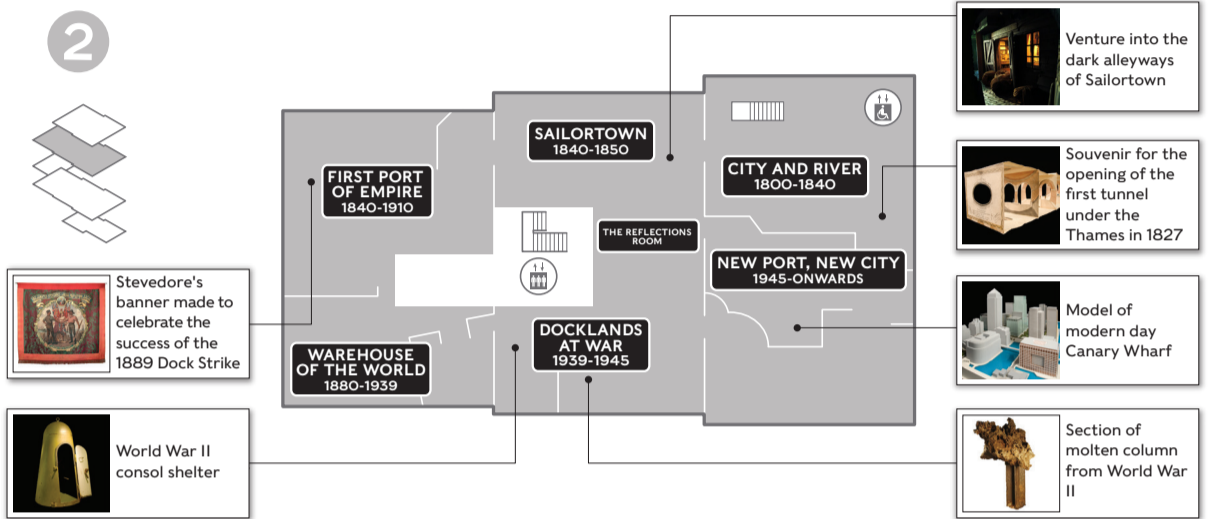 2
Venture into the
dark alleyways
of Sailortown
SAILORTOWN
1840-1850
FIRST PORT
OF EMPIRE
1840-1910
CITY AND RIVER
1800-1840
Souvenir for the
opening of the
first tunnel
under the
Thames in 1827
THE REFLECTIONS
ROOM
NEW PORT, NEW CITY
1945-ONWARDS
Stevedore's
banner made to
celebrate the
success of the
1889 Dock Strike
Model of
modern day
Canary Wharf
DOCKLANDS
AT WAR
1939-1945
WAREHOUSE
OF THE WORLD
1880-1939
World War II
consol shelter
Section of
molten column
from World War
II